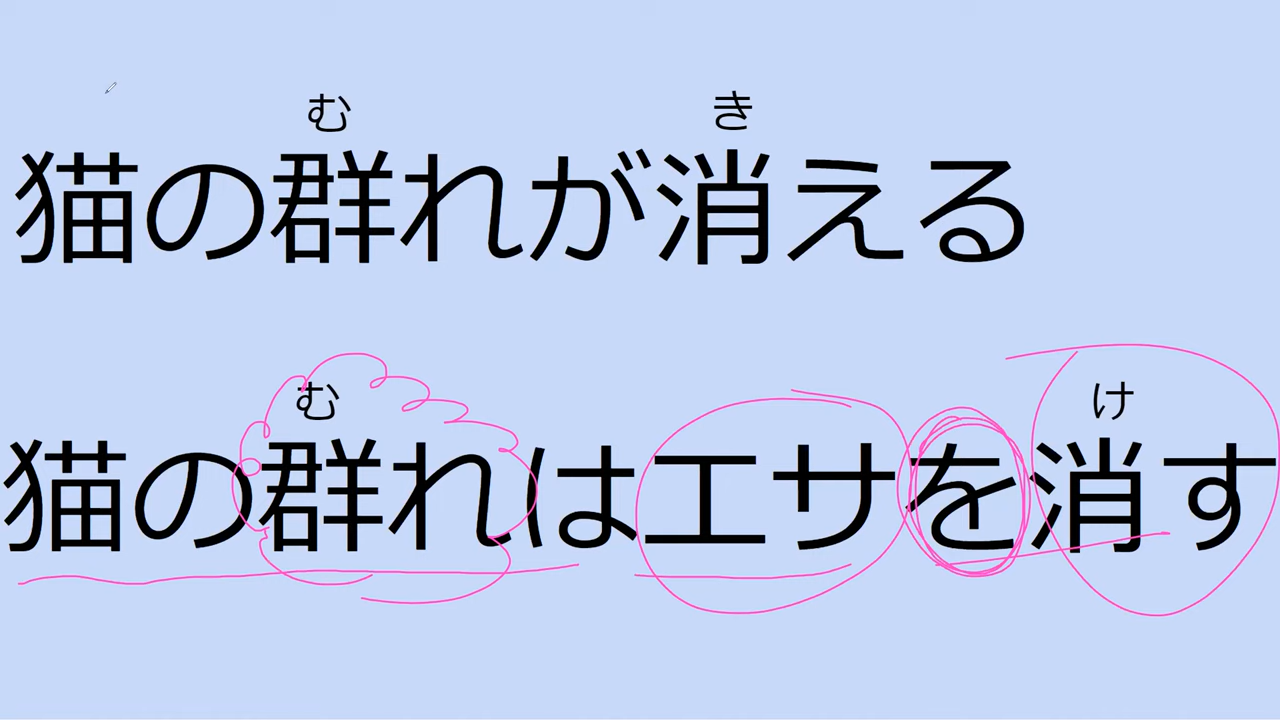 む き
猫の群れが消える
む け
猫の群れはエサを消す